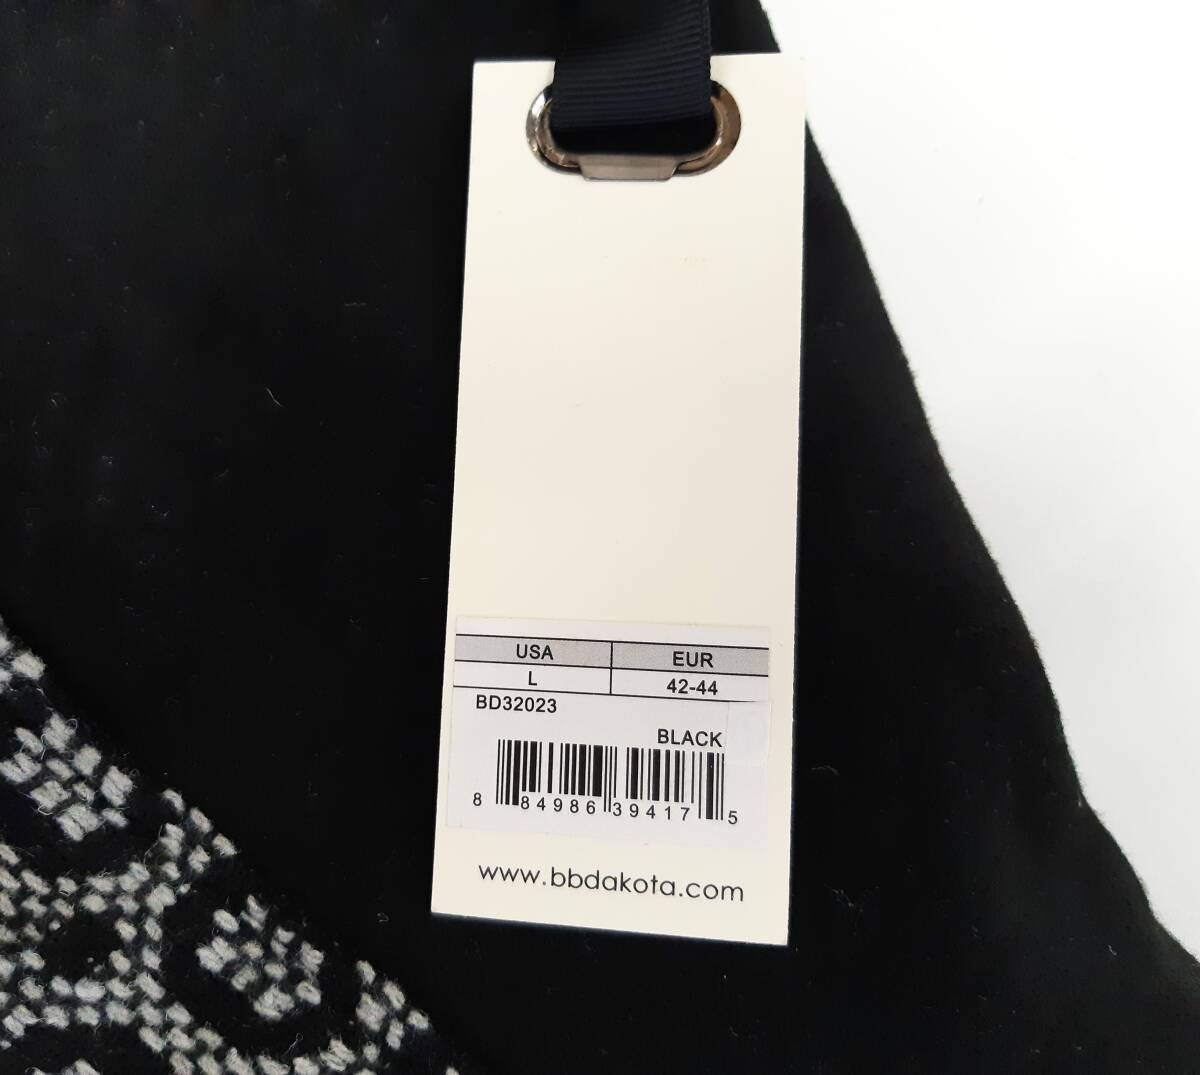 USA EUR
L 42-44
BD32023
BLACK
8 84986 39417 5
www.bbdakota.com